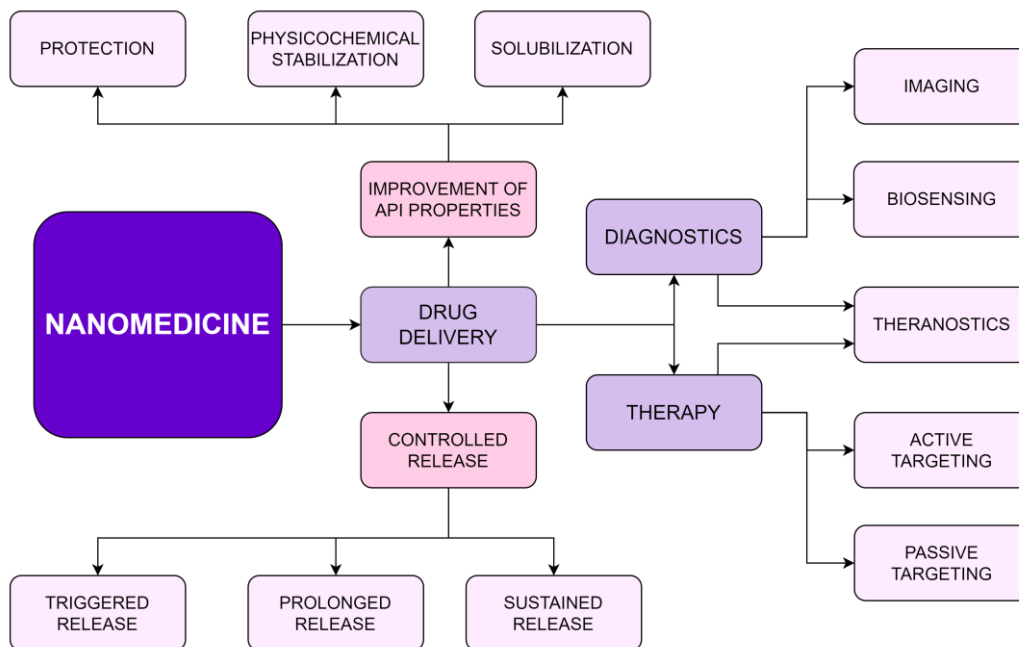 PROTECTION
PHYSICOCHEMICAL
STABILIZATION
SOLUBILIZATION
IMAGING
IMPROVEMENT OF
API PROPERTIES
BIOSENSING
DIAGNOSTICS
NANOMEDICINE
DRUG
DELIVERY
THERANOSTICS
THERAPY
CONTROLLED
RELEASE
ACTIVE
TARGETING
PASSIVE
TARGETING
TRIGGERED
RELEASE
PROLONGED
RELEASE
SUSTAINED
RELEASE